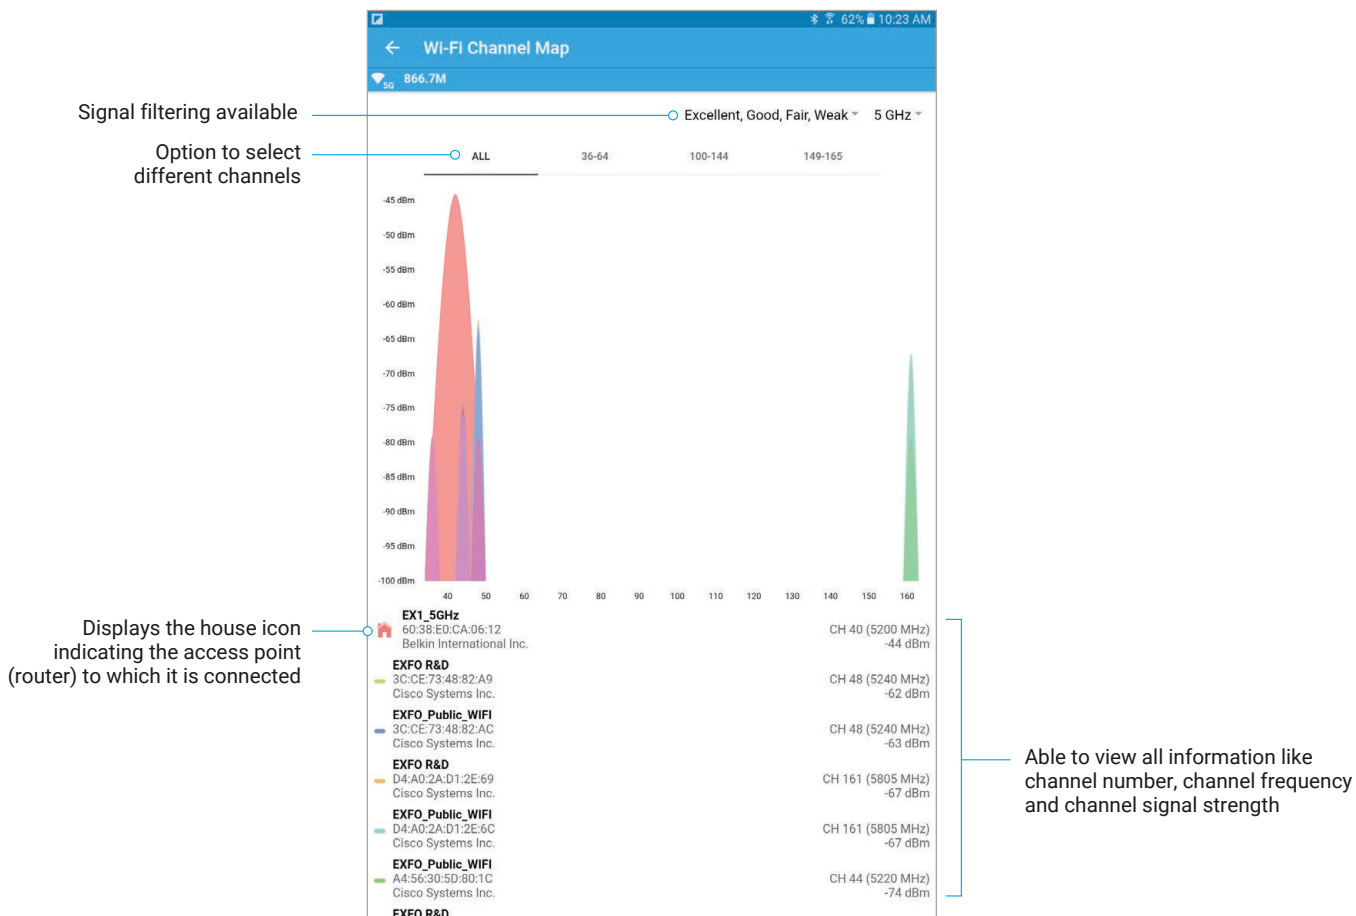 62% 10:23 AM
Wi-Fi Channel Map
5G 866.7M
Signal filtering available
Excellent, Good, Fair, Weak 5 GHz
Option to select
different channels
ALL 36-64 100-144 149-165
-45 dBm
-50 dBm
-55 dBm
-60 dBm
-65 dBm
-70 dBm
-75 dBm
-80 dBm
-85 dBm
-90 dBm
-95 dBm
-100 dBm
40 50 60 70 80 90 100 110 120 130 140 150 160
Displays the house icon
indicating the access point
(router) to which it is connected
EX1_5GHz
60:38:E0:CA:06:12 CH 40 (5200 MHz)
Belkin International Inc. -44 dBm
EXFO R&D
3C:CE:73:48:82:A9 CH 48 (5240 MHz)
Cisco Systems Inc. -62 dBm
EXFO_Public_WIFI
3C:CE:73:48:82:AC CH 48 (5240 MHz)
Cisco Systems Inc. -63 dBm
EXFO R&D
D4:A0:2A:D1:2E:69 CH 161 (5805 MHz)
Cisco Systems Inc. -67 dBm
EXFO_Public_WIFI
D4:A0:2A:D1:2E:6C CH 161 (5805 MHz)
Cisco Systems Inc. -67 dBm
EXFO_Public_WIFI
A4:56:30:5D:80:1C CH 44 (5220 MHz)
Cisco Systems Inc. -74 dBm
EXFO R&D
Able to view all information like
channel number, channel frequency
and channel signal strength